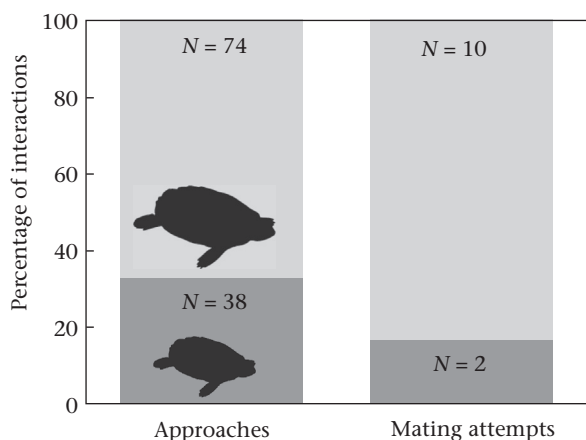 Percentage of interactions
100
80
60
40
20
0
N = 74
N = 38
N = 10
N = 2
Approaches
Mating attempts